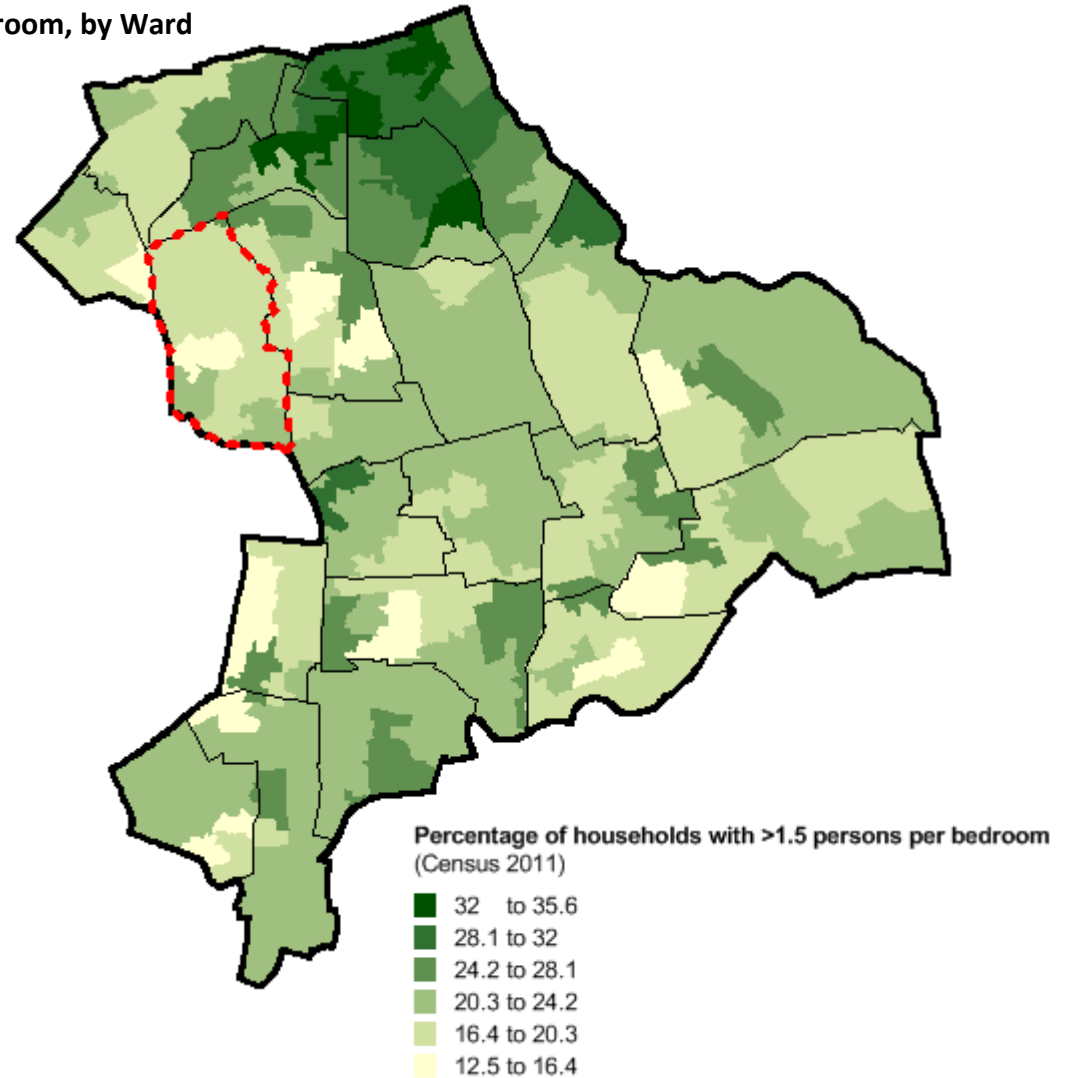 room, by Ward
Percentage of households with >1.5 persons per bedroom
(Census 2011)
32 to 35.6
28.1 to 32
24.2 to 28.1
20.3 to 24.2
16.4 to 20.3
12.5 to 16.4